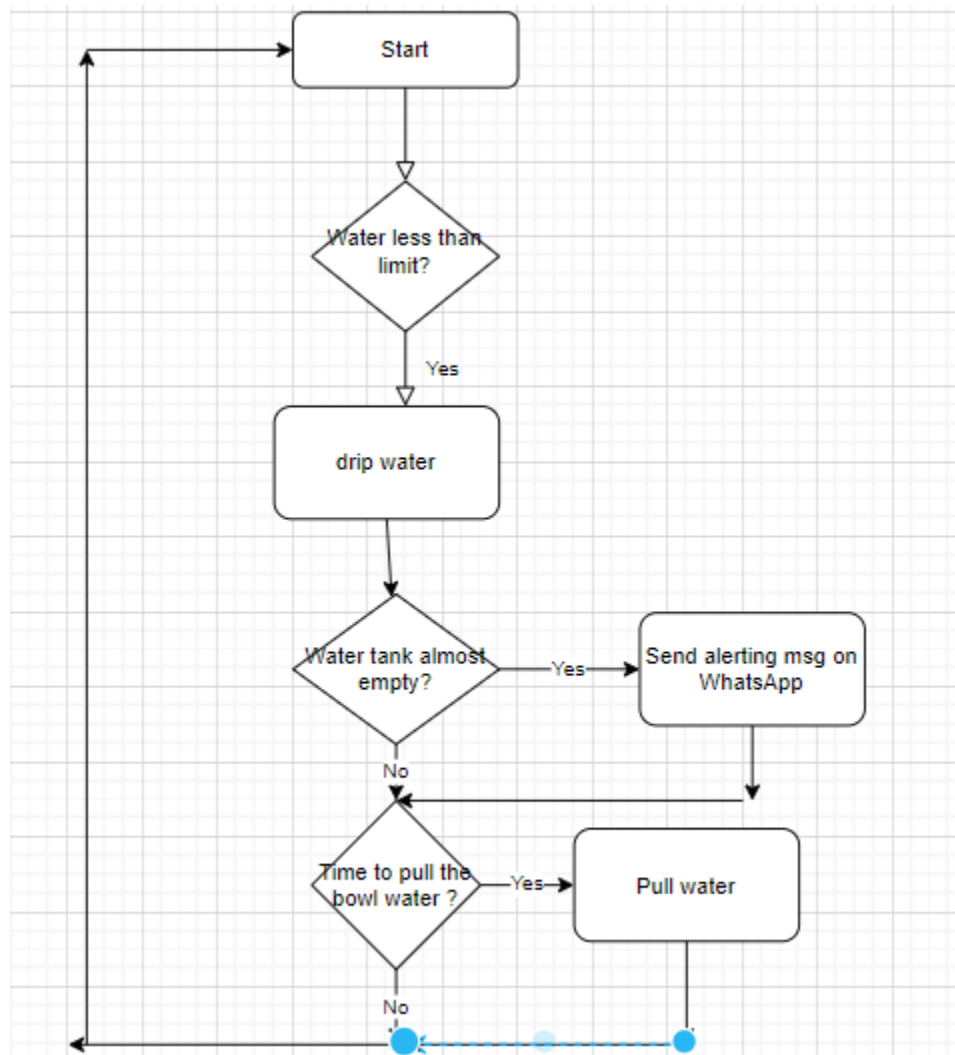 Start
Water less than
limit?
Yes
drip water
Water tank almost
empty?
Yes
Send alerting msg on
WhatsApp
No
Time to pull the
bowl water ?
Yes
Pull water
No